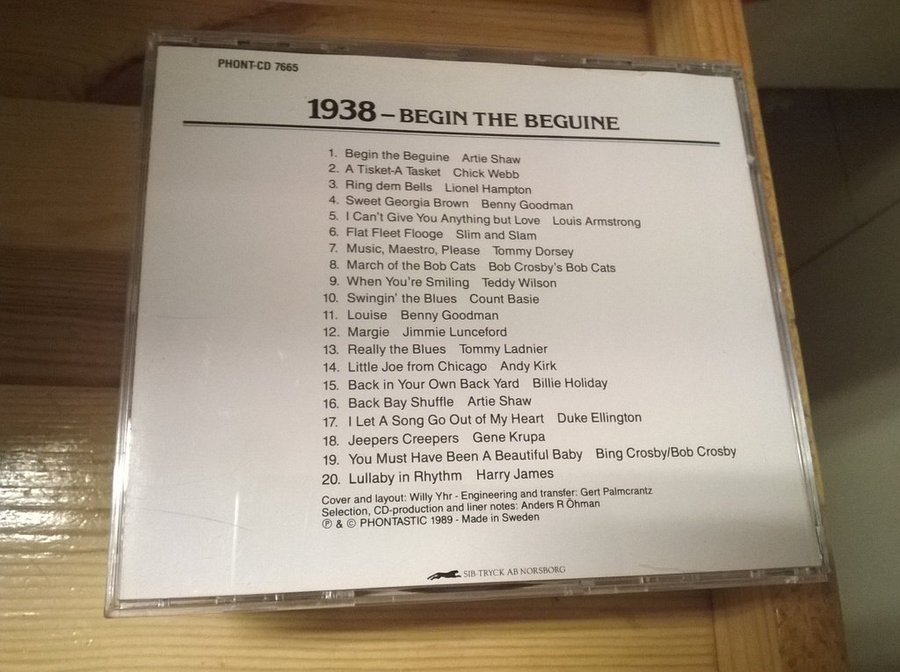 PHONT-CD 7665
1938 – BEGIN THE BEGUINE
1. Begin the Beguine Artie Shaw
2. A Tisket-A Tasket Chick Webb
3. Ring dem Bells Lionel Hampton
4. Sweet Georgia Brown Benny Goodman
5. I Can't Give You Anything but Love Louis Armstrong
6. Flat Fleet Flooge Slim and Slam
7. Music, Maestro, Please Tommy Dorsey
8. March of the Bob Cats Bob Crosby's Bob Cats
9. When You're Smiling Teddy Wilson
10. Swingin' the Blues Count Basie
11. Louise Benny Goodman
12. Margie Jimmie Lunceford
13. Really the Blues Tommy Ladnier
14. Little Joe from Chicago Andy Kirk
15. Back in Your Own Back Yard Billie Holiday
16. Back Bay Shuffle Artie Shaw
17. I Let A Song Go Out of My Heart Duke Ellington
18. Jeepers Creepers Gene Krupa
19. You Must Have Been A Beautiful Baby Bing Crosby/Bob Crosby
20. Lullaby in Rhythm Harry James
Cover and layout: Willy Yhr - Engineering and transfer: Gert Palmcrantz
Selection, CD-production and liner notes: Anders R Öhman
℗ & © PHONTASTIC 1989 - Made in Sweden
SIB-TRYCK AB NORSBORG